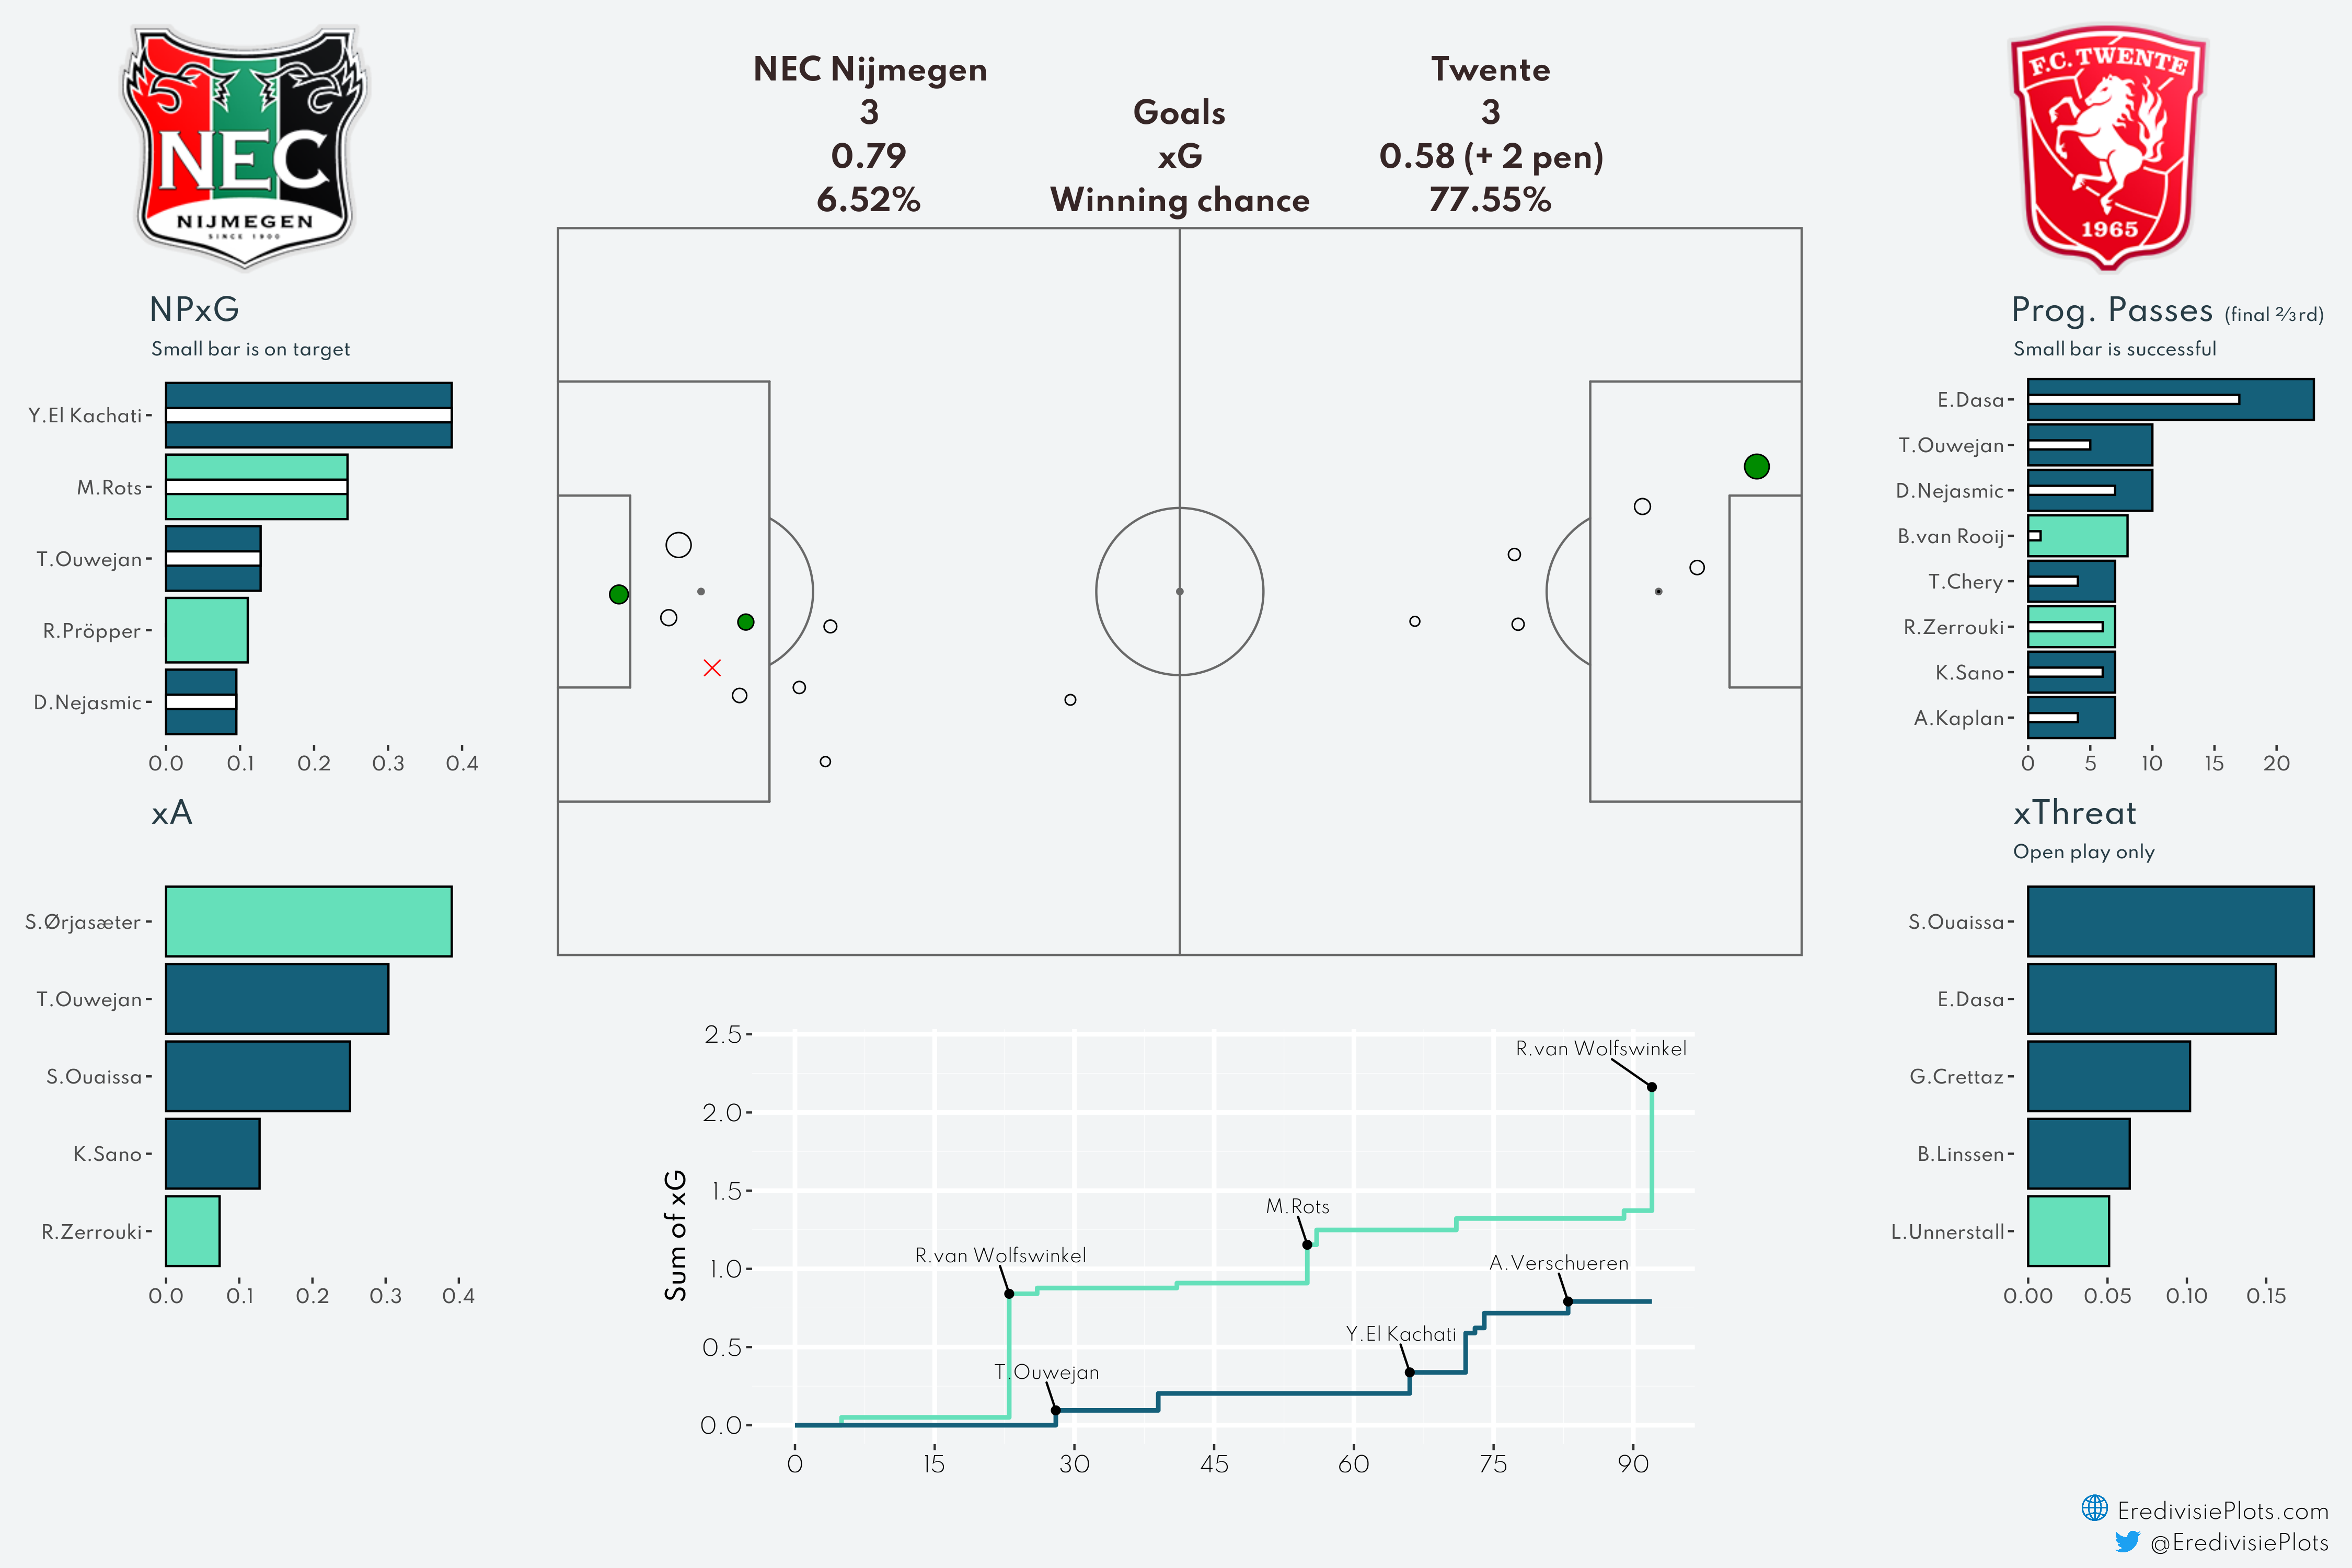 NEC
NIJMEGEN
SINCE 1900
NEC Nijmegen
Twente
3
Goals
3
0.79
xG
0.58 (+ 2 pen)
6.52%
Winning chance
77.55%
F.C. TWENTE
1965
NPxG
Small bar is on target
Y.El Kachati
M.Rots
T.Ouwejan
R.Pröpper
D.Nejasmic
0.0 0.1 0.2 0.3 0.4
xA
S.Ørjasæter
T.Ouwejan
S.Ouaissa
K.Sano
R.Zerrouki
0.0 0.1 0.2 0.3 0.4
Sum of xG
2.5
2.0
1.5
1.0
0.5
0.0
R.van Wolfswinkel
M.Rots
R.van Wolfswinkel
A.Verschueren
Y.El Kachati
T.Ouwejan
0 15 30 45 60 75 90
Prog. Passes (final ⅔rd)
Small bar is successful
E.Dasa
T.Ouwejan
D.Nejasmic
B.van Rooij
T.Chery
R.Zerrouki
K.Sano
A.Kaplan
0 5 10 15 20
xThreat
Open play only
S.Ouaissa
E.Dasa
G.Crettaz
B.Linssen
L.Unnerstall
0.00 0.05 0.10 0.15
EredivisiePlots.com
@EredivisiePlots